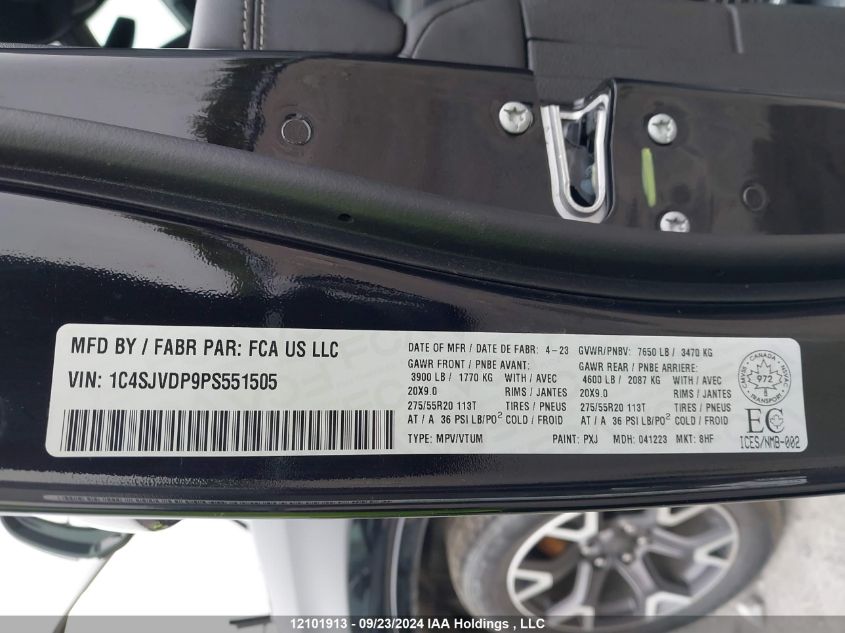 MFD BY / FABR PAR: FCA US LLC
VIN: 1C4SJVDP9PS551505
DATE OF MFR / DATE DE FABR: 4-23 GVWR/PNBV: 7650 LB / 3470 KG
GAWR FRONT / PNBE AVANT: GAWR REAR / PNBE ARRIERE:
3900 LB / 1770 KG WITH / AVEC 4600 LB / 2087 KG WITH / AVEC
20X9.0 RIMS / JANTES 20X9.0 RIMS / JANTES
275/55R20 113T TIRES / PNEUS 275/55R20 113T TIRES / PNEUS
AT / A 36 PSI LB/PO² COLD / FROID AT / A 36 PSI LB/PO² COLD / FROID
TYPE: MPV/VTUM PAINT: PXJ MDH: 041223 MKT: 8HF
CANADA
CMVSS
NSVAC
972
EC
ICES/NMB-002
12101913 - 09/23/2024 IAA Holdings , LLC